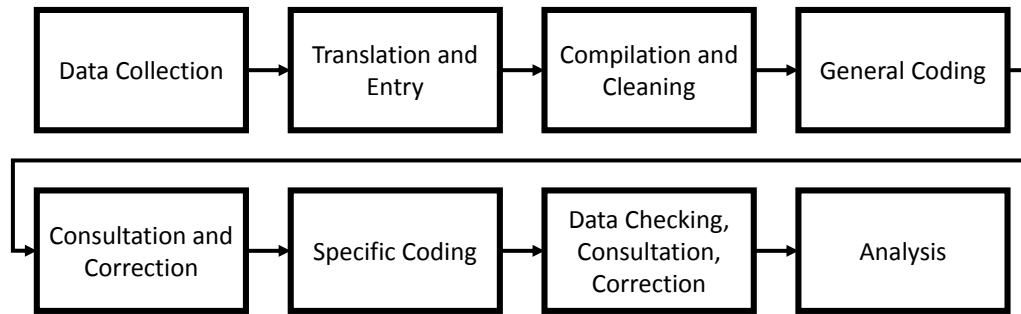 Data Collection
Translation and
Entry
Compilation and
Cleaning
General Coding
Consultation and
Correction
Specific Coding
Data Checking,
Consultation,
Correction
Analysis